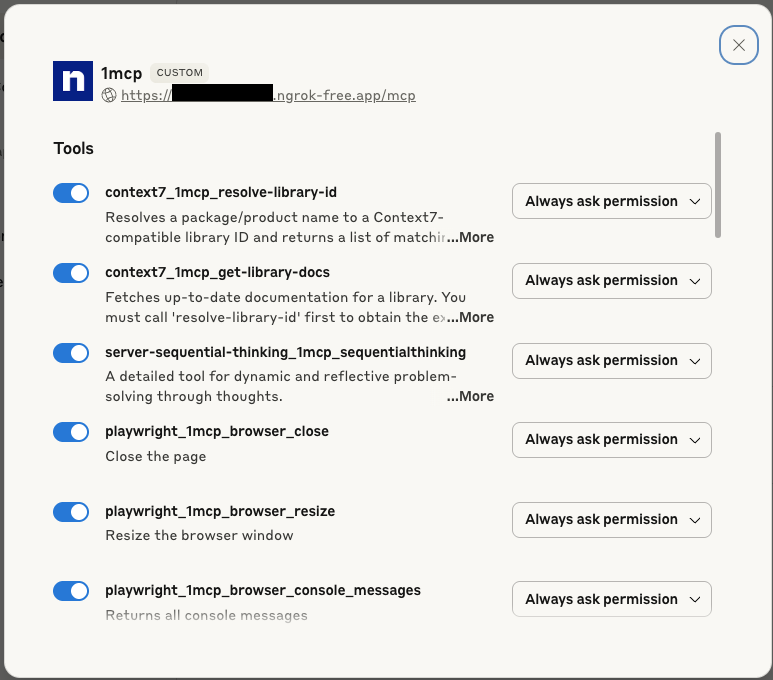 n
1mcp CUSTOM
https:// .ngrok-free.app/mcp
Tools
context7_1mcp_resolve-library-id
Always ask permission
Resolves a package/product name to a Context7-
compatible library ID and returns a list of ...More
context7_1mcp_get-library-docs
Always ask permission
Fetches up-to-date documentation for a library. You
must call 'resolve-library-id' first to obtain the ...More
server-sequential-thinking_1mcp_sequentialthinking
Always ask permission
A detailed tool for dynamic and reflective problem-
solving through thoughts. ...More
playwright_1mcp_browser_close
Always ask permission
Close the page
playwright_1mcp_browser_resize
Always ask permission
Resize the browser window
playwright_1mcp_browser_console_messages
Always ask permission
Returns all console messages